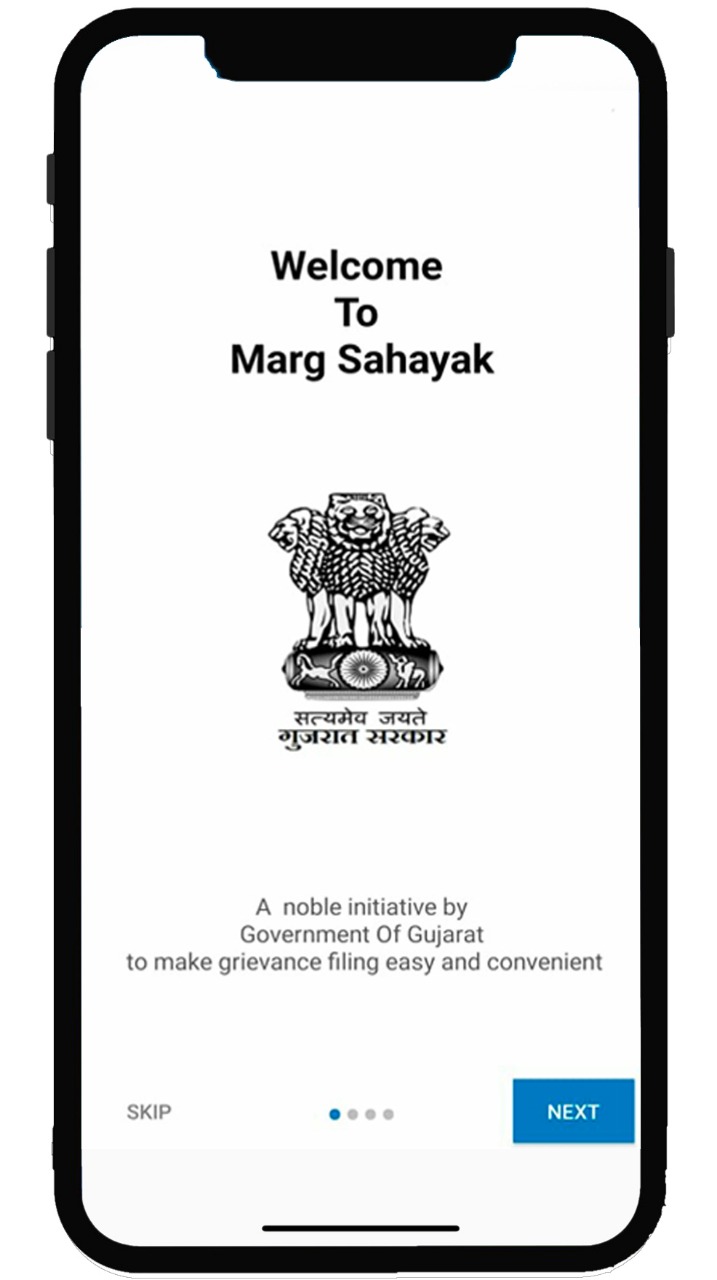 Welcome
To
Marg Sahayak
सत्यमेव जयते
गुजरात सरकार
A noble initiative by
Government Of Gujarat
to make grievance filing easy and convenient
SKIP
NEXT